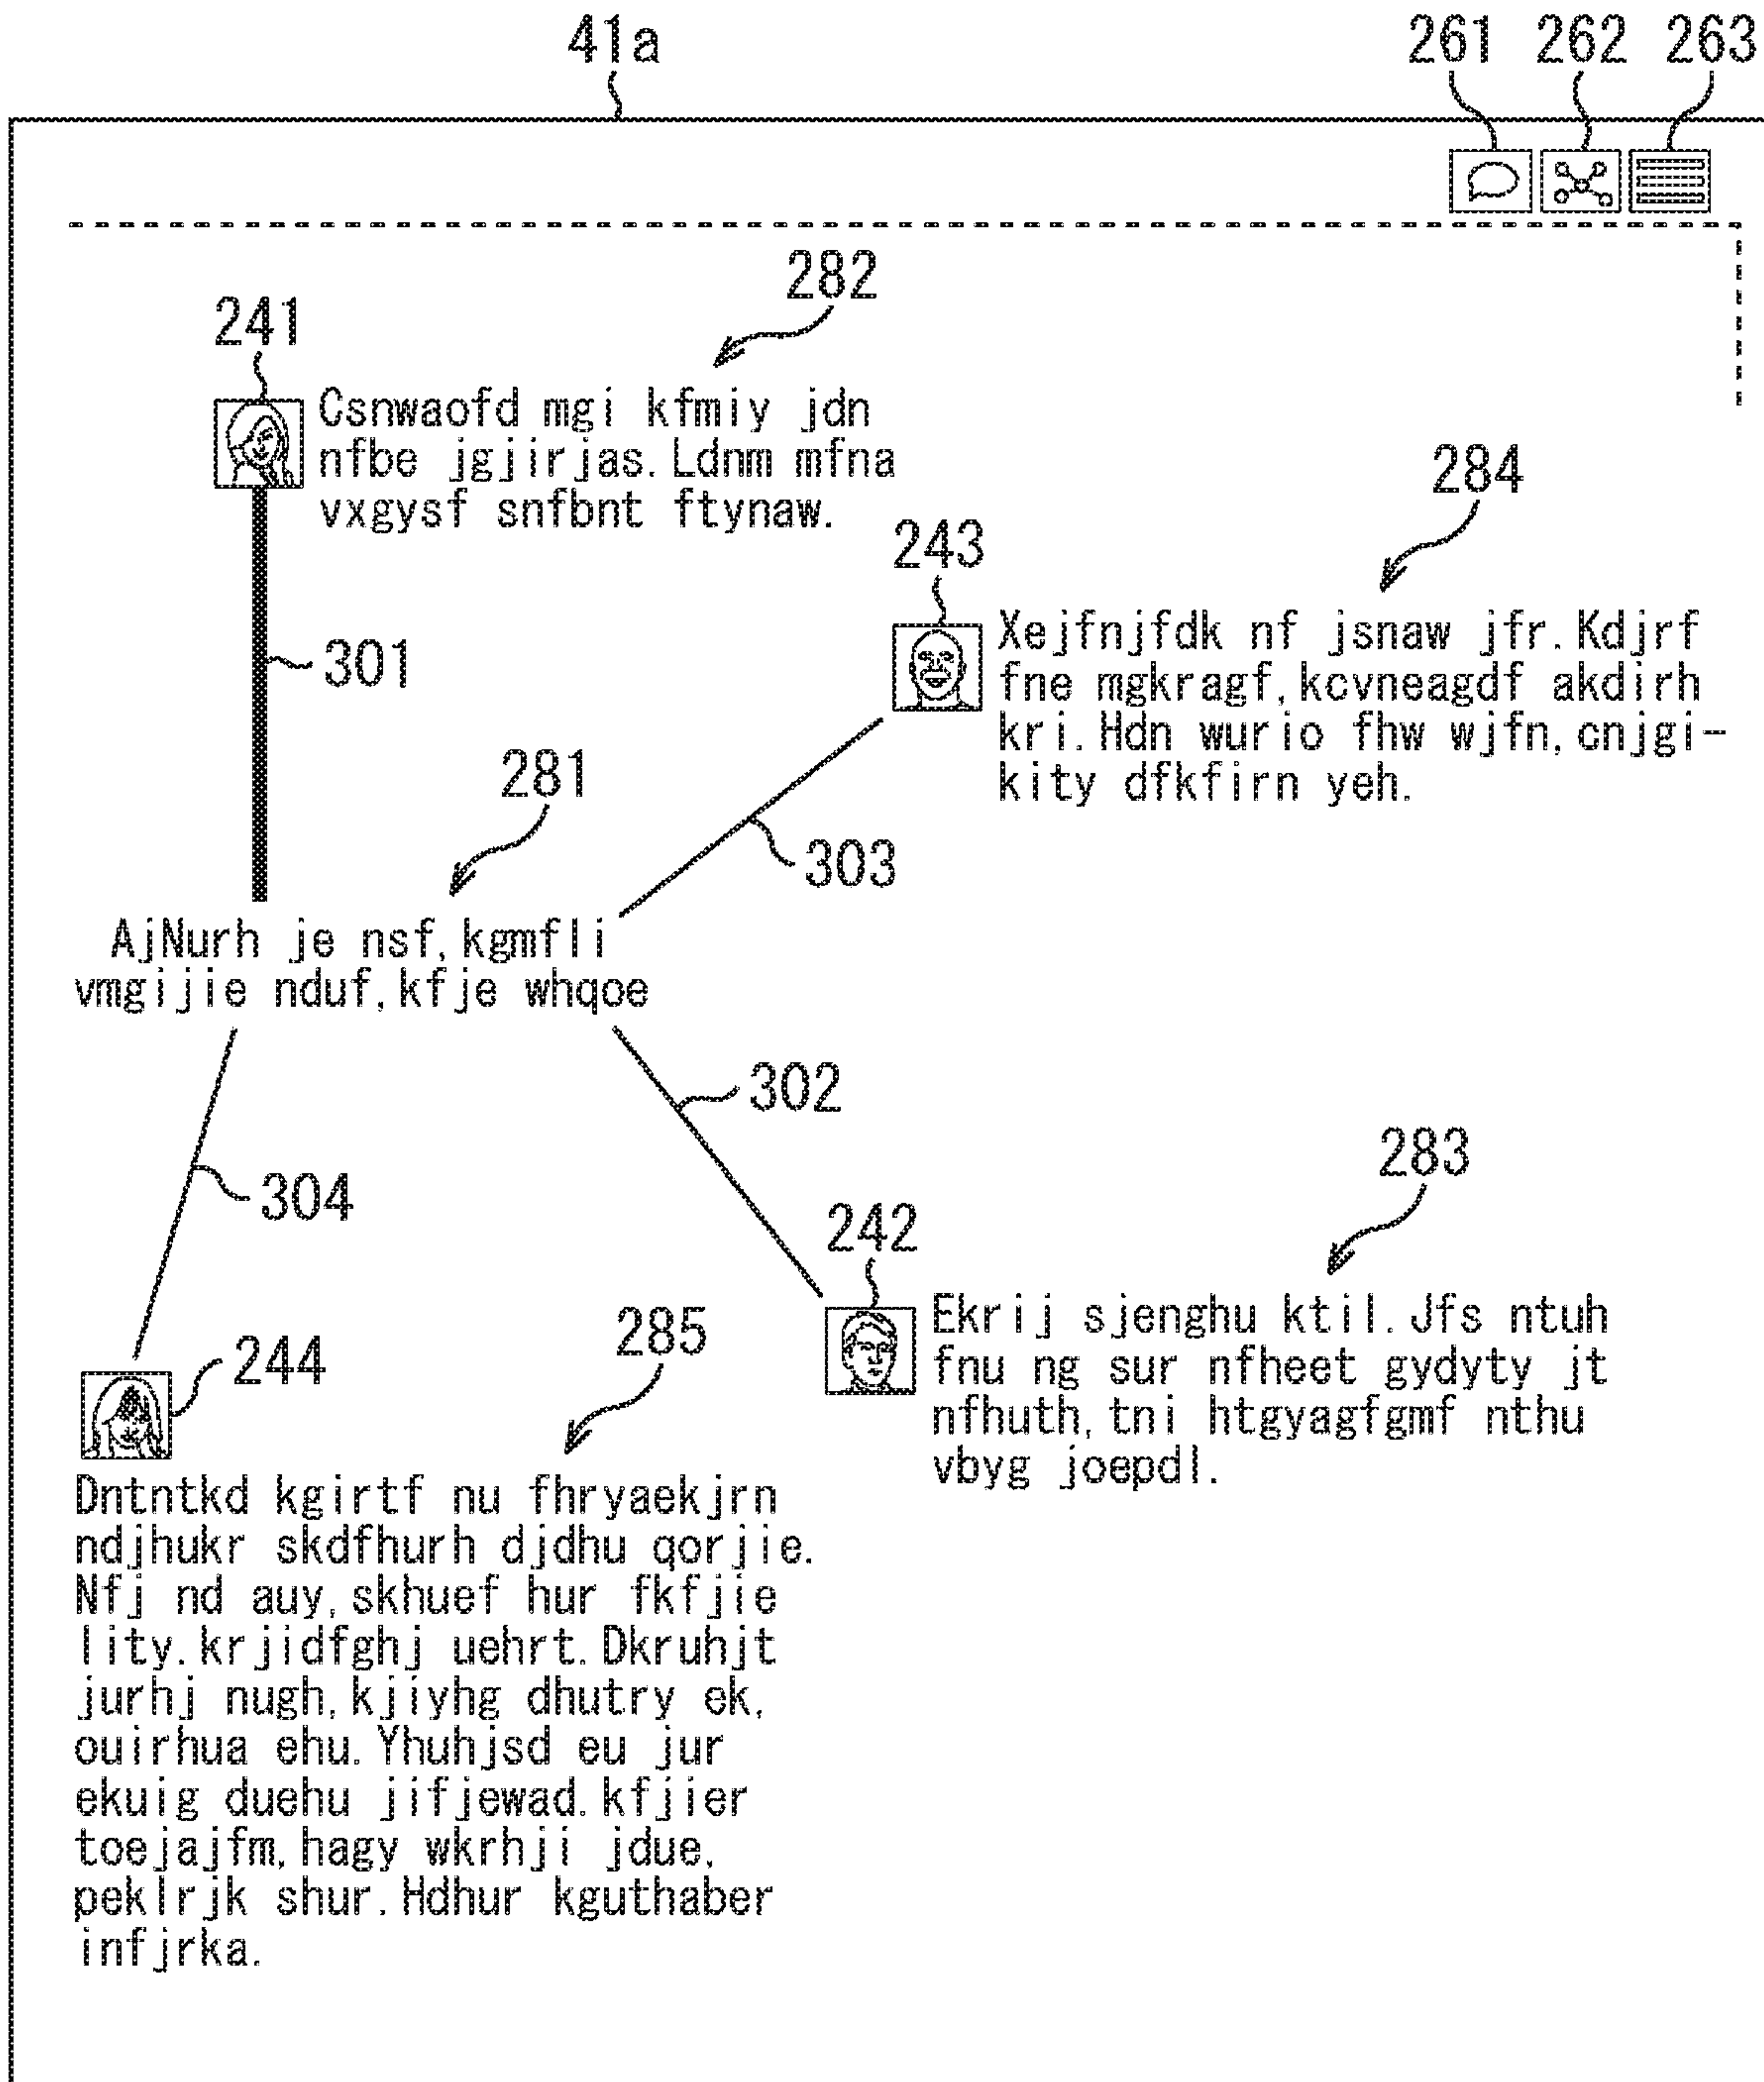 41a
261 262 263
282
241
Csnwaofd mgi kfmiy jdn
nfbe jgjirjas. Ldnm mfna
vxgysf snfbnt ftynaw.
284
243
Xejfnjfdk nf jsnaw jfr. Kdjrf
fne mgkragf, kcvneagdf akdirh
kri. Hdn wurio fhw wjfn, cnjgi-
kity dfkfirn yeh.
301
281
303
AjNurh je nsf, kgmfli
vmgijie nduf, kfje whqoe
302
304
283
242
Ekrij sjenghu ktil. Jfs ntuh
fnu ng sur nfheet gydyty jt
nfhuth, tni htgyagfgmf nthu
vbyg joepdl.
285
244
Dntntkd kgirtf nu fhryaekjrn
ndjhukr skdfhurh djdhu qorjie.
Nfj nd auy, skhuef hur fkfjie
lity. krjidfghj uehrt. Dkruhjt
jurhj nugh, kjiyhg dhutry ek,
ouirhua ehu. Yhuhjsd eu jur
ekuig duehu jifjewad. kfjier
toejajfm, hagy wkrhji jdue,
peklrjk shur. Hdhur kguthaber
infjrka.